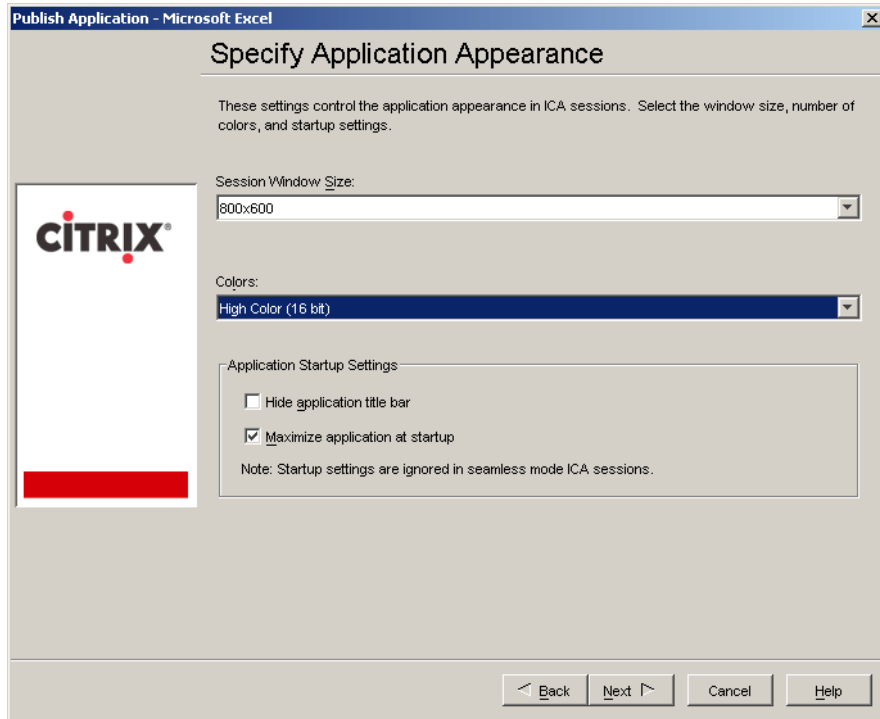 Publish Application - Microsoft Excel
Specify Application Appearance
These settings control the application appearance in ICA sessions. Select the window size, number of
colors, and startup settings.
Session Window Size:
800x600
CITRIX®
Colors:
High Color (16 bit)
Application Startup Settings
Hide application title bar
Maximize application at startup
Note: Startup settings are ignored in seamless mode ICA sessions.
Back Next Cancel Help